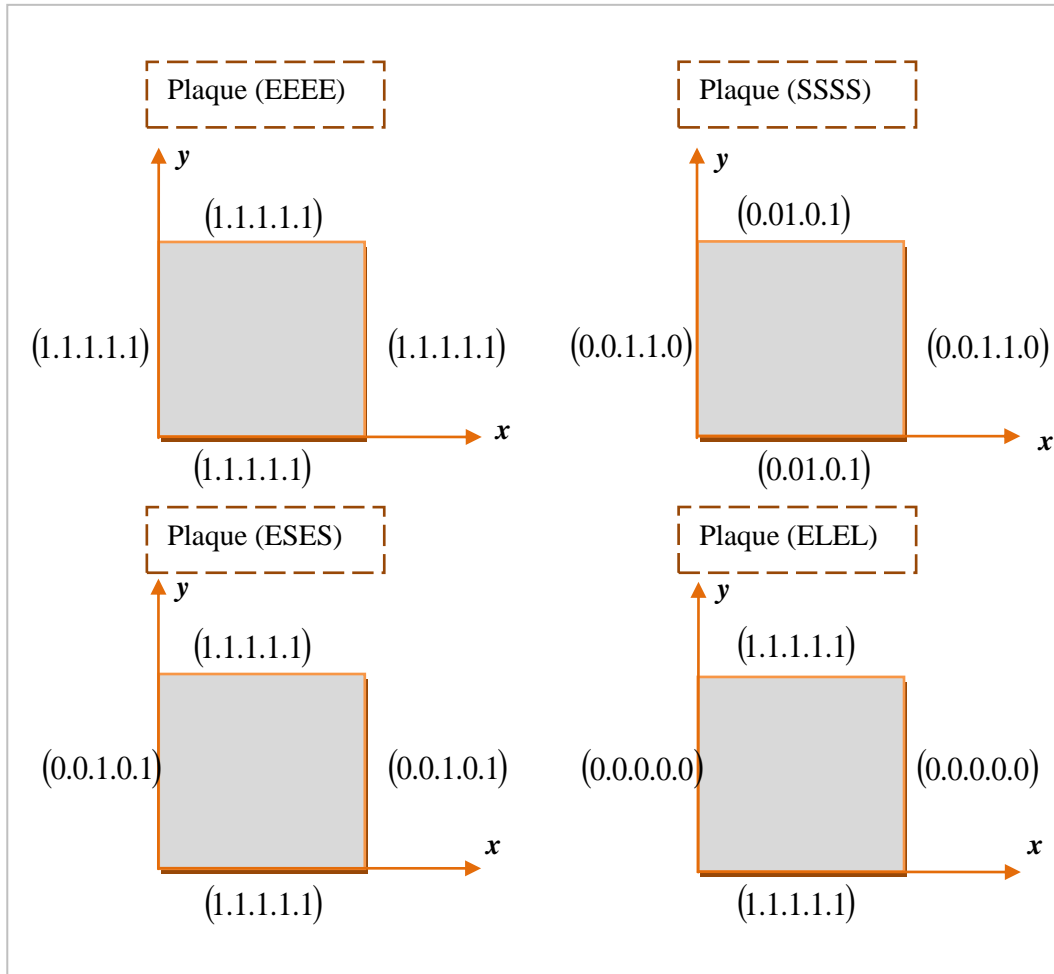 Plaque (EEEE)
y
(1.1.1.1.1)
(1.1.1.1.1)
(1.1.1.1.1)
x
(1.1.1.1.1)
Plaque (SSSS)
y
(0.01.0.1)
(0.0.1.1.0)
(0.0.1.1.0)
x
(0.01.0.1)
Plaque (ESES)
y
(1.1.1.1.1)
(0.0.1.0.1)
(0.0.1.0.1)
x
(1.1.1.1.1)
Plaque (ELEL)
y
(1.1.1.1.1)
(0.0.0.0.0)
(0.0.0.0.0)
x
(1.1.1.1.1)